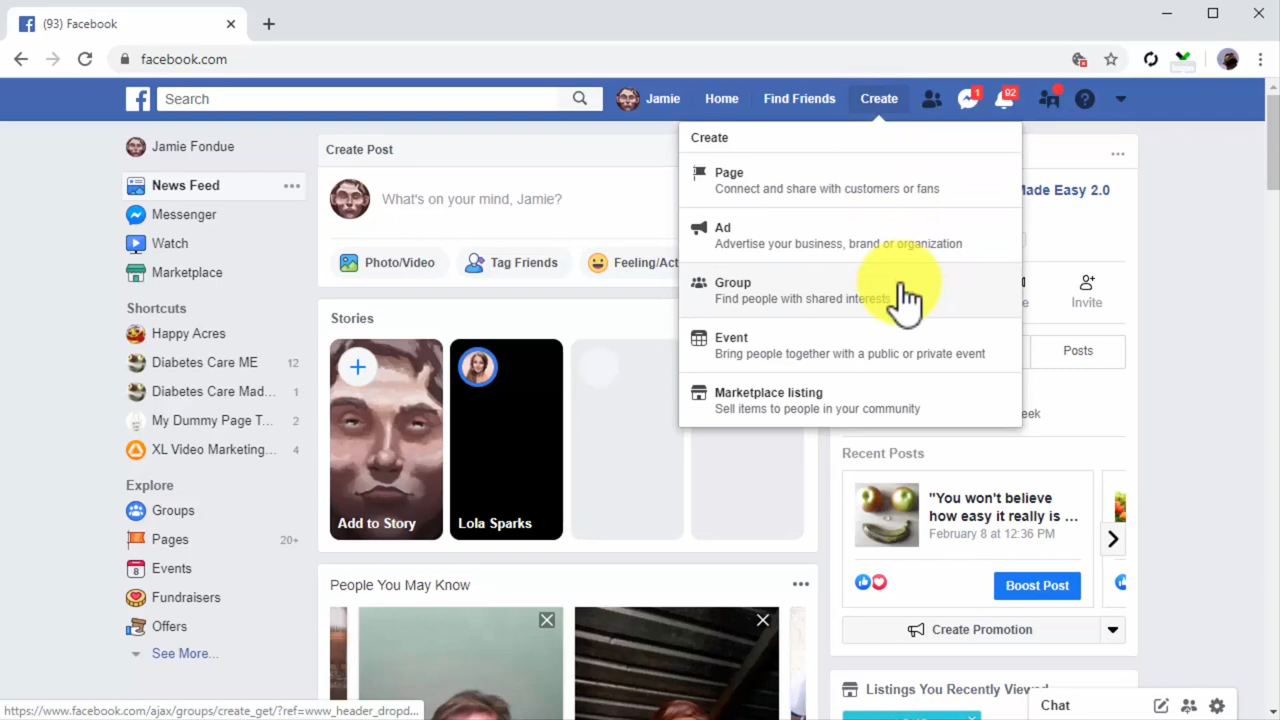 (93) Facebook
facebook.com
Search
Jamie
Home
Find Friends
Create
1
92
Jamie Fondue
News Feed
Messenger
Watch
Marketplace
Shortcuts
Happy Acres
Diabetes Care ME 12
Diabetes Care Mad... 1
My Dummy Page T... 2
XL Video Marketing... 4
Explore
Groups
Pages 20+
8
Events
Fundraisers
Offers
See More...
Create Post
What's on your mind, Jamie?
Photo/Video
Tag Friends
Feeling/Act
Stories
Add to Story
Lola Sparks
People You May Know
Create
Page
Connect and share with customers or fans
Ad
Advertise your business, brand or organization
Group
Find people with shared interests
Event
Bring people together with a public or private event
Marketplace listing
Sell items to people in your community
Made Easy 2.0
Invite
Posts
eek
Recent Posts
"You won't believe
how easy it really is ...
February 8 at 12:36 PM
Boost Post
Create Promotion
Listings You Recently Viewed
Chat
https://www.facebook.com/ajax/groups/create_get/?ref=www_header_dropd...